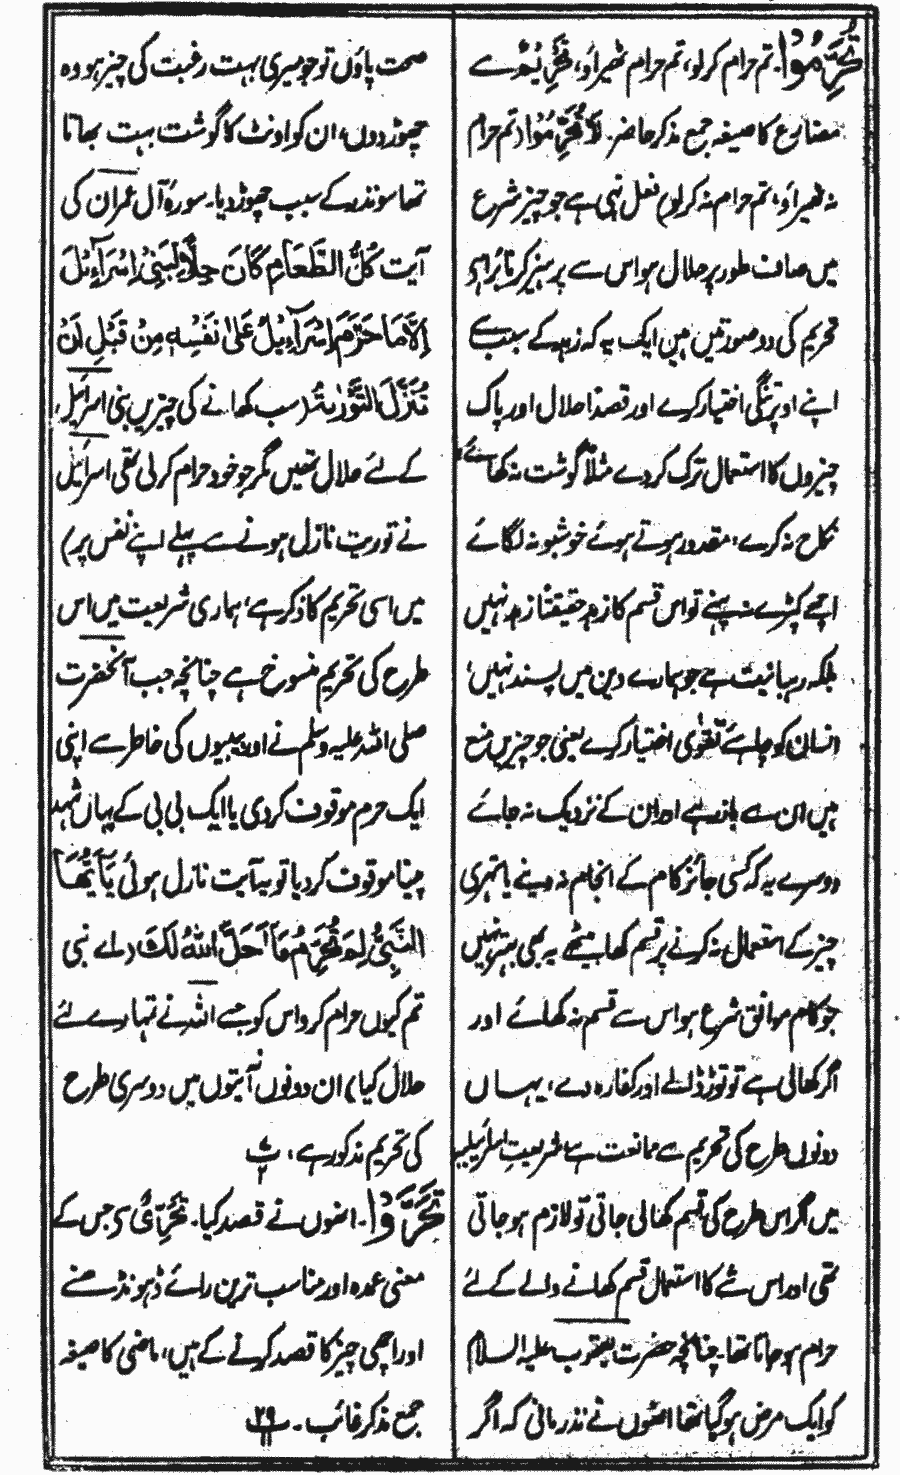 تُحَرِّمُوْا۔ تم حرام کرلو، تم حرام ٹھیراؤ، تَحْرِیْمٌ سے
مضارع کا صیغہ جمع مذکر حاضر۔ لَا تُحَرِّمُوْا (تم حرام
نہ ٹھیراؤ، تم حرام نہ کرلو) فعل نہی ہے جو چیز شرع
میں صاف طور پر حلال ہو اس سے پرہیز کرنا بُرا ہے
تحریم کی دو صورتیں ہیں ایک یہ کہ زہد کے سبب سے
اپنے اوپر تنگی اختیار کرے اور قصداً حلال اور پاک
چیزوں کا استعمال ترک کردے مثلاً گوشت نہ کھائے،
نکاح نہ کرے، مقدور ہوتے ہوئے خوشبو نہ لگائے
اچھے کپڑے نہ پہنے تو اس قسم کا زہد حقیقتاً زہد نہیں
بلکہ رہبانیت ہے جو ہمارے دین میں پسند نہیں؛
انسان کو چاہئے تقوٰی اختیار کرے یعنی جو چیزیں منع
ہیں ان سے باز رہے اور ان کے نزدیک نہ جائے
دوسرے یہ کہ کسی جائز کام کے انجام نہ دینے یا ستھری
چیز کے استعمال نہ کرنے پر قسم کھا بیٹھے یہ بھی بہتر نہیں
جو کام موافق شرع ہو اس سے قسم نہ کھائے اور
اگر کھالی ہے تو توڑ ڈالے اور کفارہ دے، یہاں
دونوں طرح کی تحریم سے ممانعت ہے شریعتِ اسرائیلیہ
میں اگر اس طرح کی قسم کھالی جاتی تو لازم ہو جاتی
تھی اور اس شے کا استعمال قسم کھانے والے کے لئے
حرام ہو جاتا تھا۔ چنانچہ حضرت یعقوب علیہ السلام
کو ایک مرض ہوگیا تھا انھوں نے نذر مانی کہ اگر
صحت پاؤں تو جو میری بہت رغبت کی چیز ہو وہ
چھوڑ دوں، ان کو اونٹ کا گوشت بہت بھاتا
تھا سو نذر کے سبب چھوڑ دیا۔ سورۂ آل عمران کی
آیت کُلُّ الطَّعَامِ کَانَ حِلًّا لِّبَنِیْٓ اِسْرَآءِیْلَ
اِلَّا مَا حَرَّمَ اِسْرَآءِیْلُ عَلٰی نَفْسِهٖ مِنْ قَبْلِ اَنْ
تُنَزَّلَ التَّوْرٰىةُ (سب کھانے کی چیزیں بنی اسرائیل
کے لئے حلال تھیں مگر جو خود حرام کرلی تھی اسرائیل
نے توریت نازل ہونے سے پہلے اپنے نفس پر)
میں اسی تحریم کا ذکر ہے، ہماری شریعت میں اس
طرح کی تحریم منسوخ ہے چنانچہ جب آنحضرت
صلی اللہ علیہ وسلم نے اور بیبیوں کی خاطر سے اپنی
ایک حرم موقوف کردی یا ایک بی بی کے یہاں شہد
پینا موقوف کردیا تو یہ آیت نازل ہوئی یٰٓاَیُّهَا
النَّبِیُّ لِمَ تُحَرِّمُ مَآ اَحَلَّ اللهُ لَكَ (اے نبی
تم کیوں حرام کرو اس کو جسے اللہ نے تمہارے لئے
حلال کیا) ان دونوں آیتوں میں دوسری طرح
کی تحریم مذکور ہے،
تَحَرَّوْا۔ انھوں نے قصد کیا۔ تَحَرِّیْ سے جس کے
معنی عمدہ اور مناسب ترین رائے ڈھونڈھنے
اور اچھی چیز کا قصد کرنے کے ہیں، ماضی کا صیغہ
جمع مذکر غائب۔